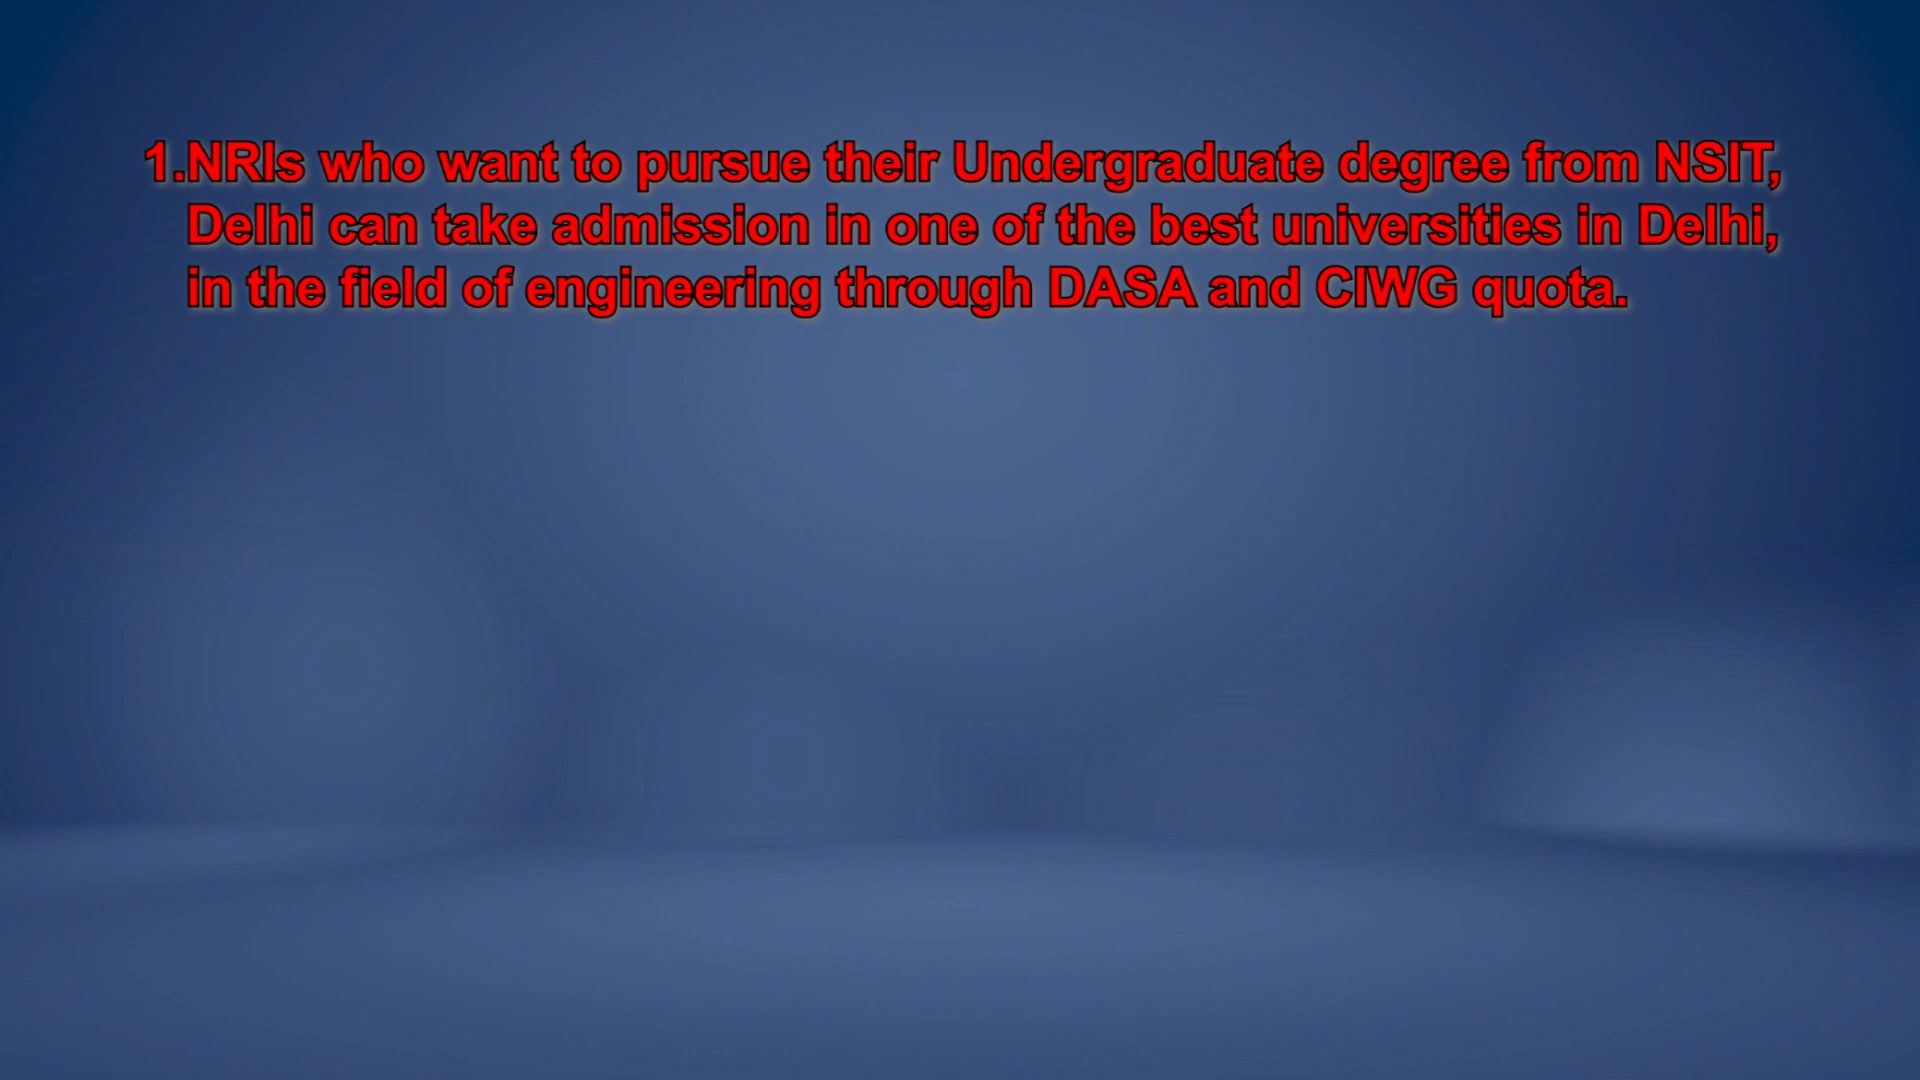 1.NRIs who want to pursue their Undergraduate degree from NSIT,
Delhi can take admission in one of the best universities in Delhi,
in the field of engineering through DASA and CIWG quota.